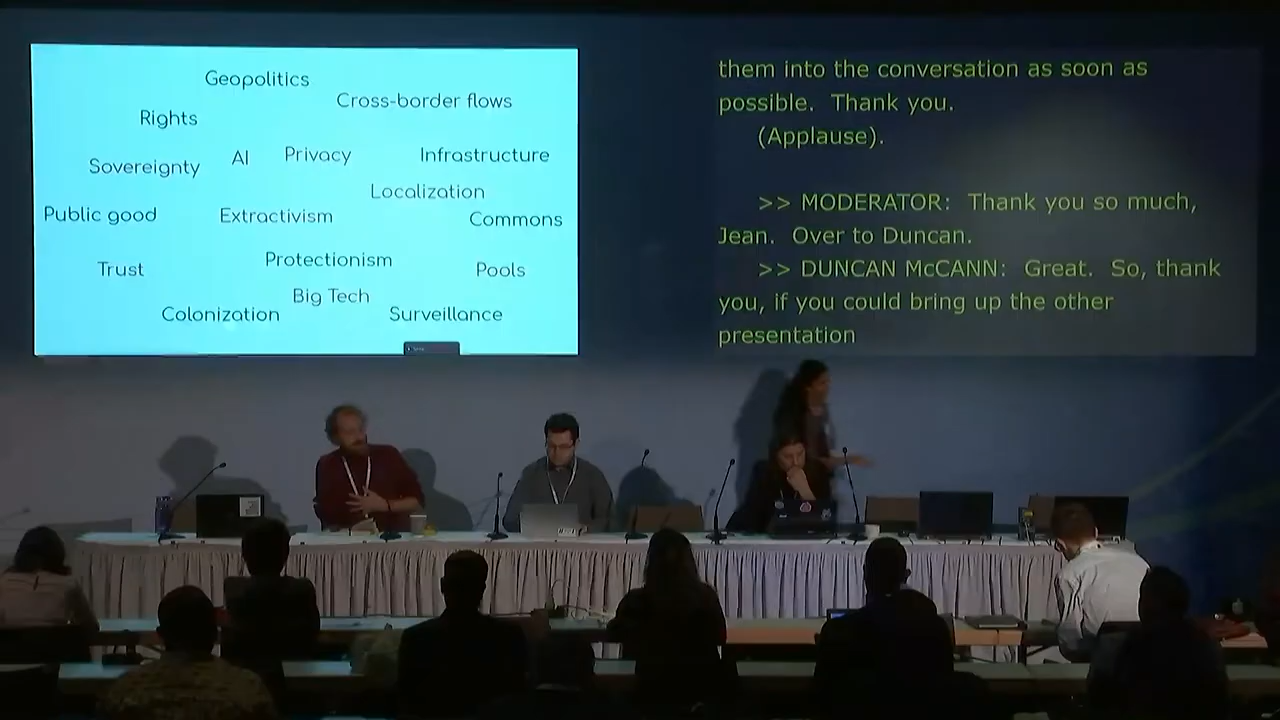 Geopolitics
Cross-border flows
Rights
Sovereignty AI Privacy Infrastructure
Localization
Public good Extractivism Commons
Protectionism
Trust Pools
Big Tech
Colonization Surveillance
them into the conversation as soon as
possible. Thank you.
(Applause).
>> MODERATOR: Thank you so much,
Jean. Over to Duncan.
>> DUNCAN McCANN: Great. So, thank
you, if you could bring up the other
presentation